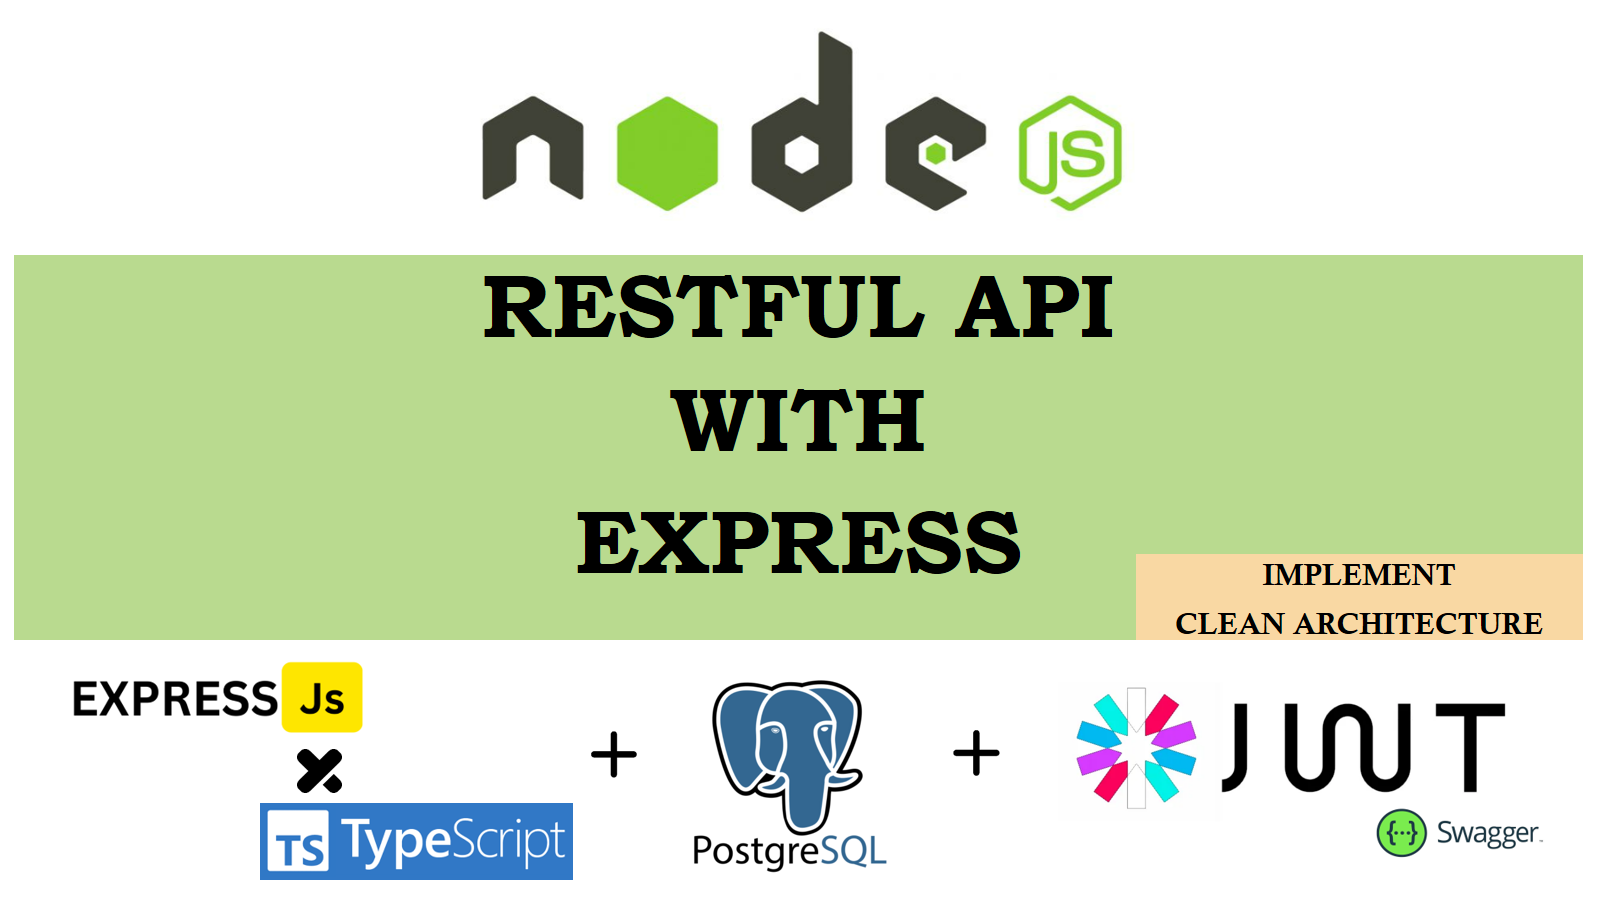 node JS
RESTFUL API
WITH
EXPRESS
IMPLEMENT
CLEAN ARCHITECTURE
EXPRESS Js
TS TypeScript
+
PostgreSQL
+
JWT
{··} Swagger